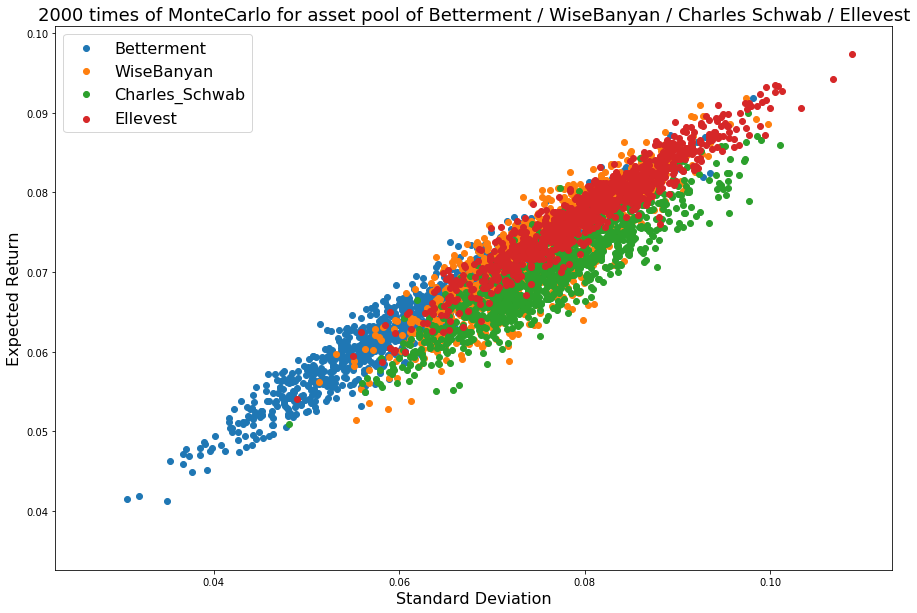 2000 times of MonteCarlo for asset pool of Betterment / WiseBanyan / Charles Schwab / Ellevest
Betterment
WiseBanyan
Charles_Schwab
Ellevest
0.10
0.09
0.08
0.07
0.06
0.05
0.04
Expected Return
0.04 0.06 0.08 0.10
Standard Deviation